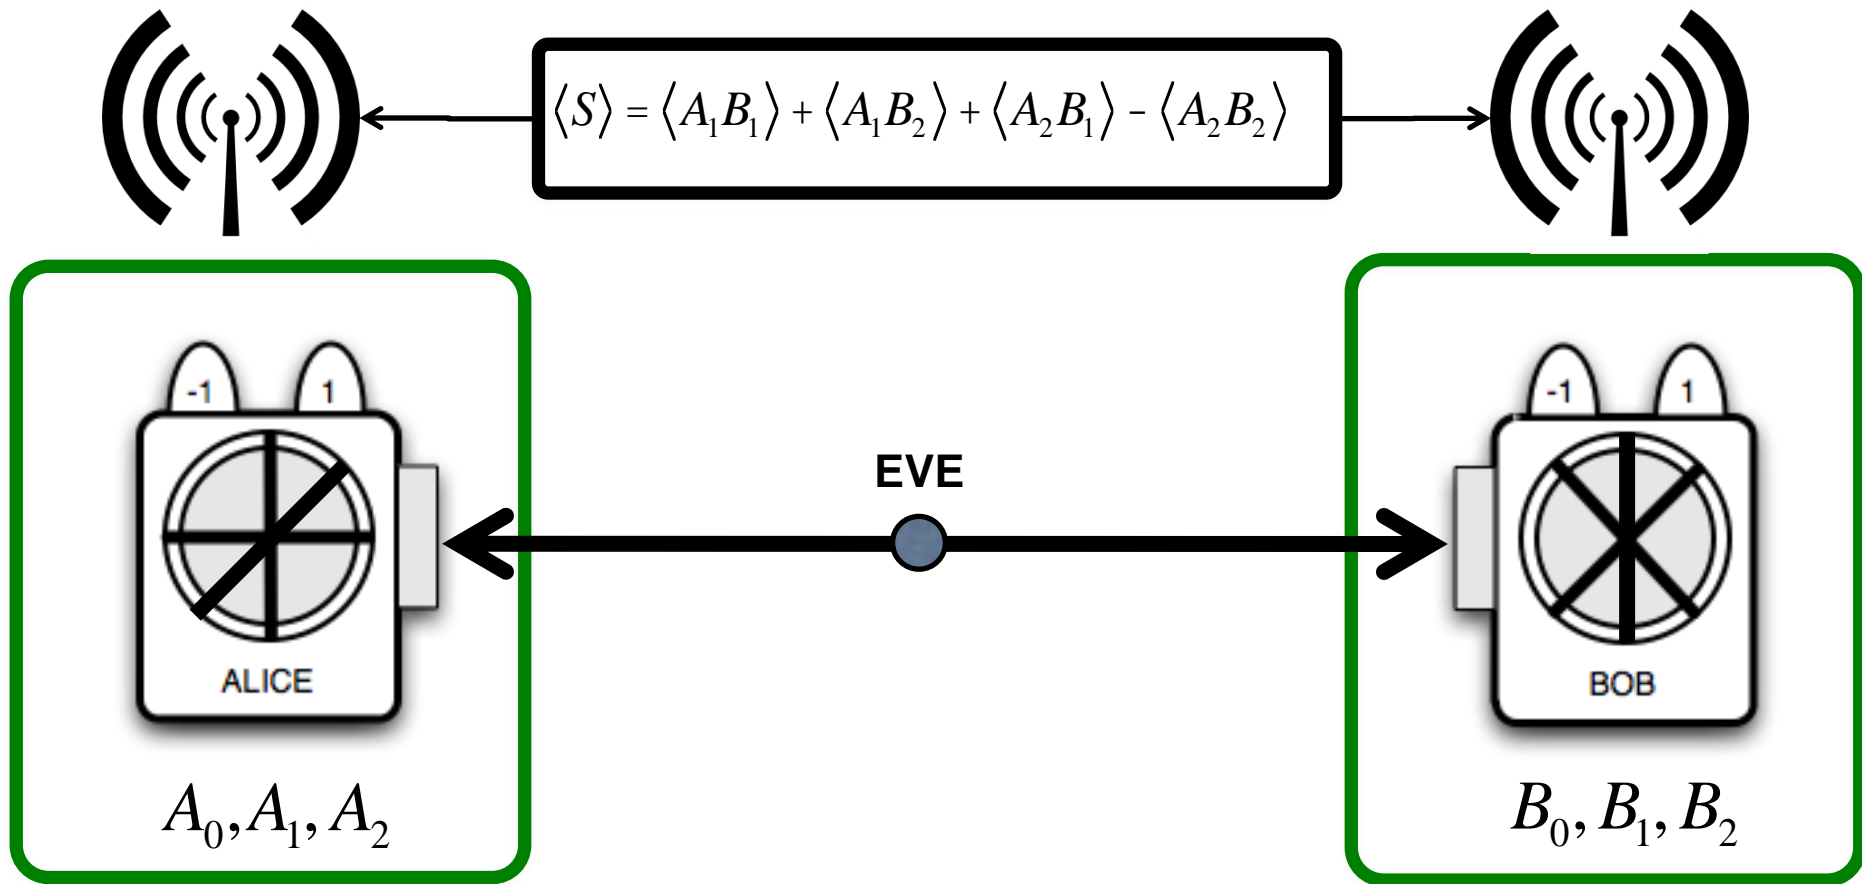 ⟨S⟩ = ⟨A₁B₁⟩ + ⟨A₁B₂⟩ + ⟨A₂B₁⟩ − ⟨A₂B₂⟩
-1 1
-1 1
EVE
ALICE
BOB
A₀, A₁, A₂
B₀, B₁, B₂